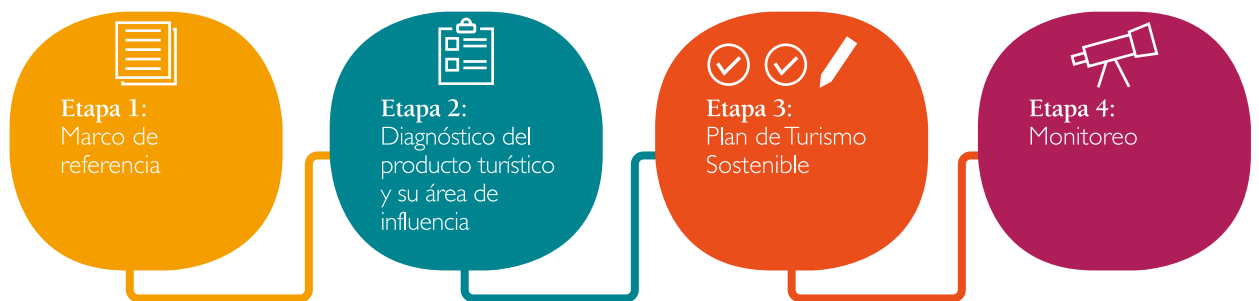 Etapa 1:
Marco de
referencia
Etapa 2:
Diagnóstico del
producto turístico
y su área de
influencia
Etapa 3:
Plan de Turismo
Sostenible
Etapa 4:
Monitoreo